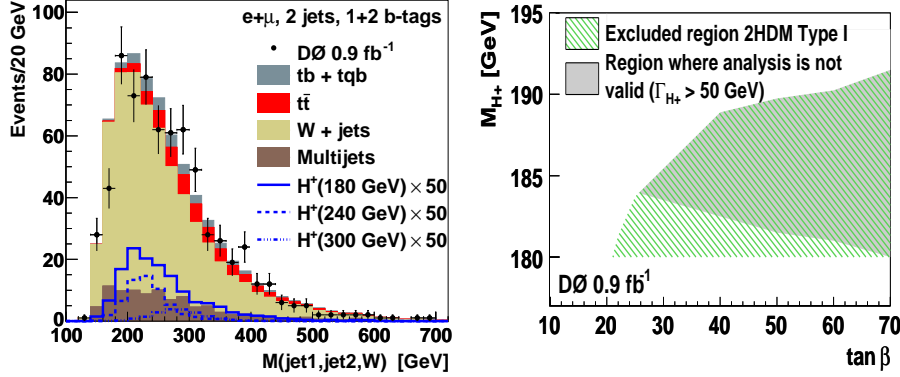 Events/20 GeV
100
80
60
40
20
0
e+μ, 2 jets, 1+2 b-tags
DØ 0.9 fb⁻¹
tb + tqb
tt̄
W + jets
Multijets
H⁺(180 GeV) × 50
H⁺(240 GeV) × 50
H⁺(300 GeV) × 50
100 200 300 400 500 600 700
M(jet1,jet2,W) [GeV]
M_H+ [GeV]
195
190
185
180
Excluded region 2HDM Type I
Region where analysis is not
valid (Γ_H+ > 50 GeV)
DØ 0.9 fb⁻¹
10 20 30 40 50 60 70
tan β